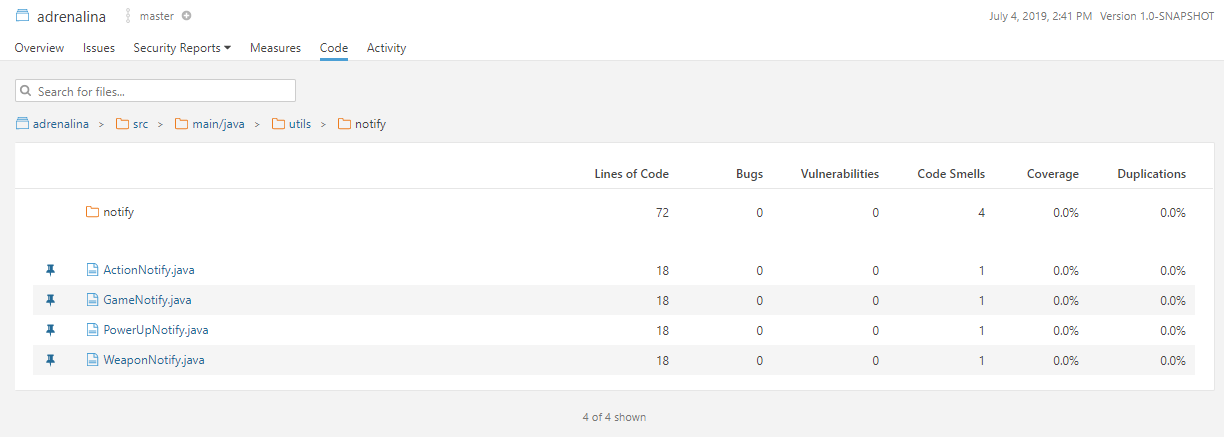 adrenalina master July 4, 2019, 2:41 PM Version 1.0-SNAPSHOT
Overview Issues Security Reports Measures Code Activity
Search for files...
adrenalina > src > main/java > utils > notify
Lines of Code Bugs Vulnerabilities Code Smells Coverage Duplications
notify 72 0 0 4 0.0% 0.0%
ActionNotify.java 18 0 0 1 0.0% 0.0%
GameNotify.java 18 0 0 1 0.0% 0.0%
PowerUpNotify.java 18 0 0 1 0.0% 0.0%
WeaponNotify.java 18 0 0 1 0.0% 0.0%
4 of 4 shown